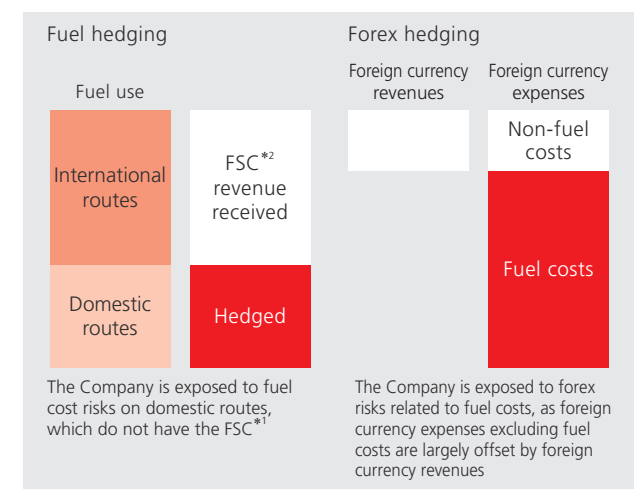 Fuel hedging
Fuel use
International
routes
FSC*2
revenue
received
Domestic
routes
Hedged
The Company is exposed to fuel
cost risks on domestic routes,
which do not have the FSC*1
Forex hedging
Foreign currency
revenues
Foreign currency
expenses
Non-fuel
costs
Fuel costs
The Company is exposed to forex
risks related to fuel costs, as foreign
currency expenses excluding fuel
costs are largely offset by foreign
currency revenues